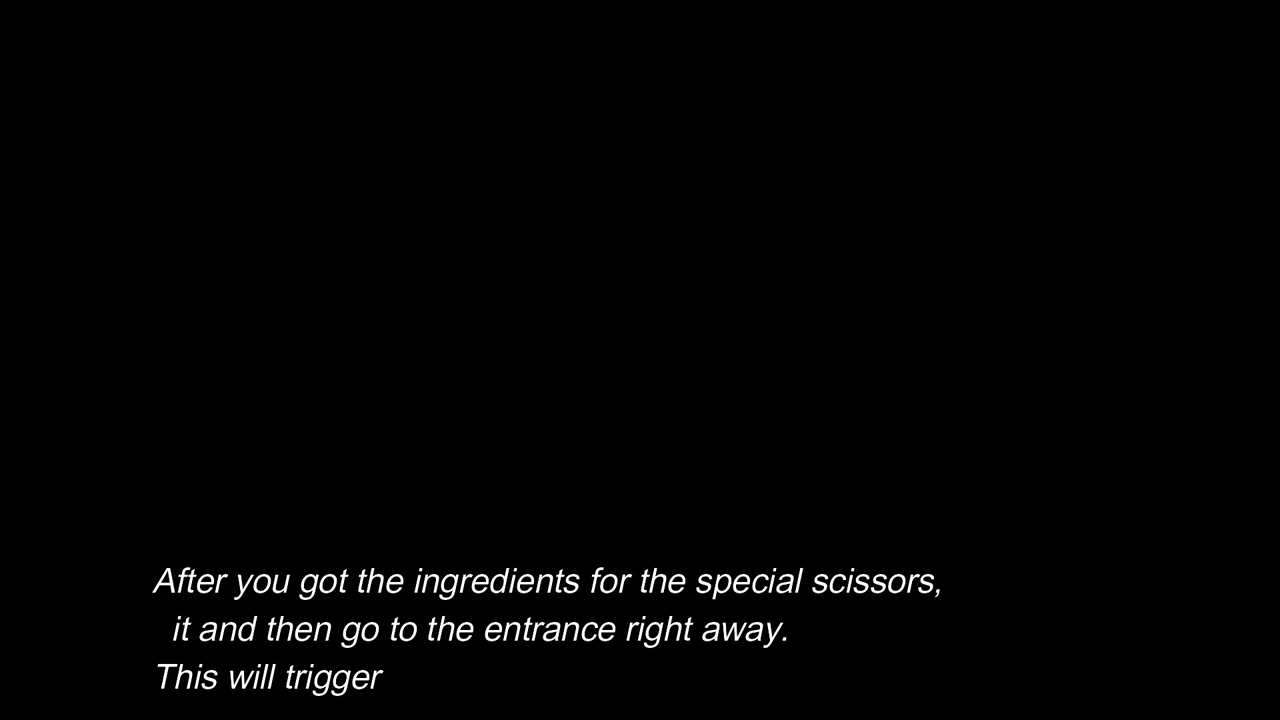 After you got the ingredients for the special scissors,
it and then go to the entrance right away.
This will trigger